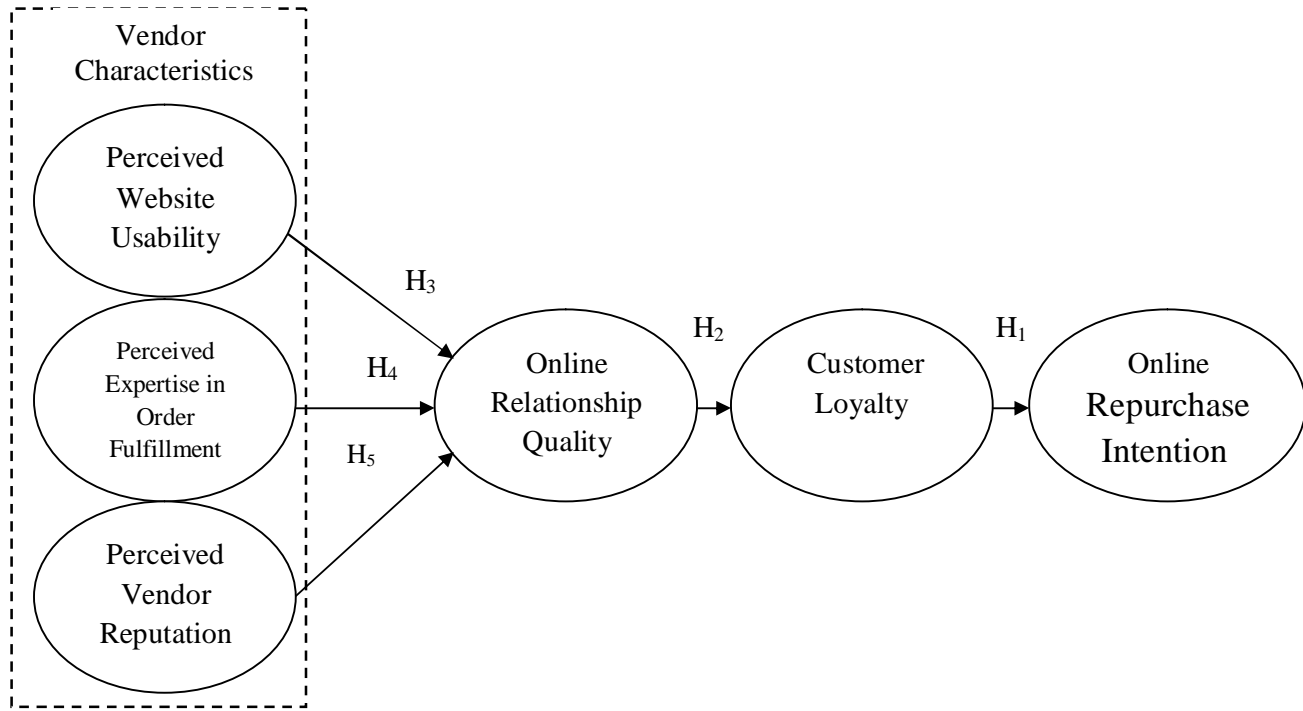 Vendor
Characteristics
Perceived
Website
Usability
H₃
Perceived
Expertise in
Order
Fulfillment
H₄
H₅
Perceived
Vendor
Reputation
Online
Relationship
Quality
H₂
Customer
Loyalty
H₁
Online
Repurchase
Intention